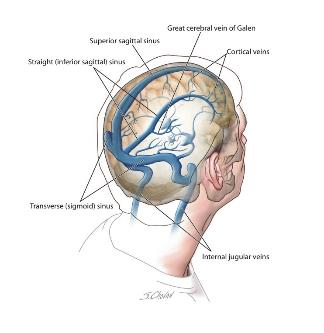 Great cerebral vein of Galen
Superior sagittal sinus
Cortical veins
Straight (inferior sagittal) sinus
Transverse (sigmoid) sinus
Internal jugular veins